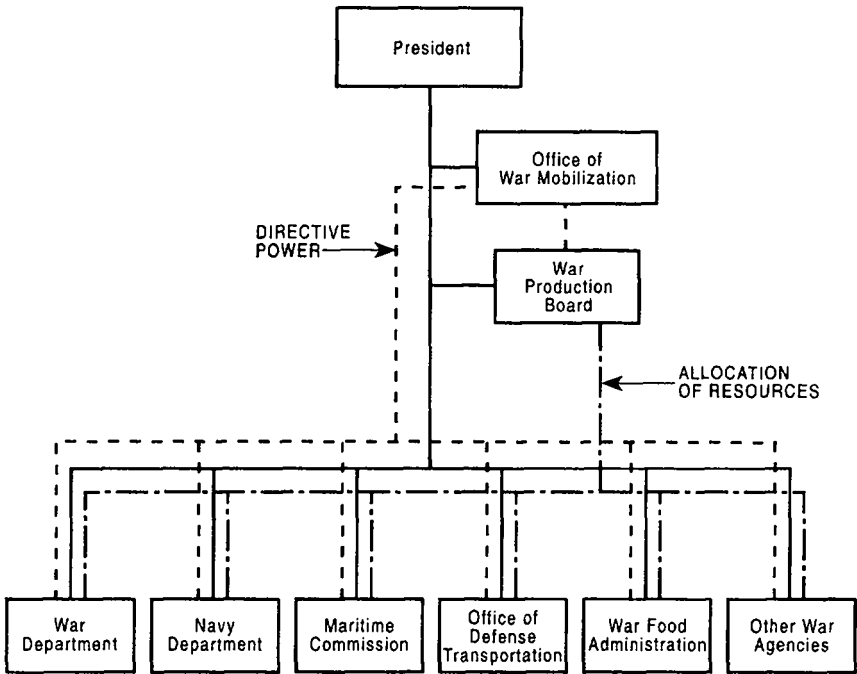 President
Office of
War Mobilization
DIRECTIVE
POWER
War
Production
Board
ALLOCATION
OF RESOURCES
War
Department
Navy
Department
Maritime
Commission
Office of
Defense
Transportation
War Food
Administration
Other War
Agencies